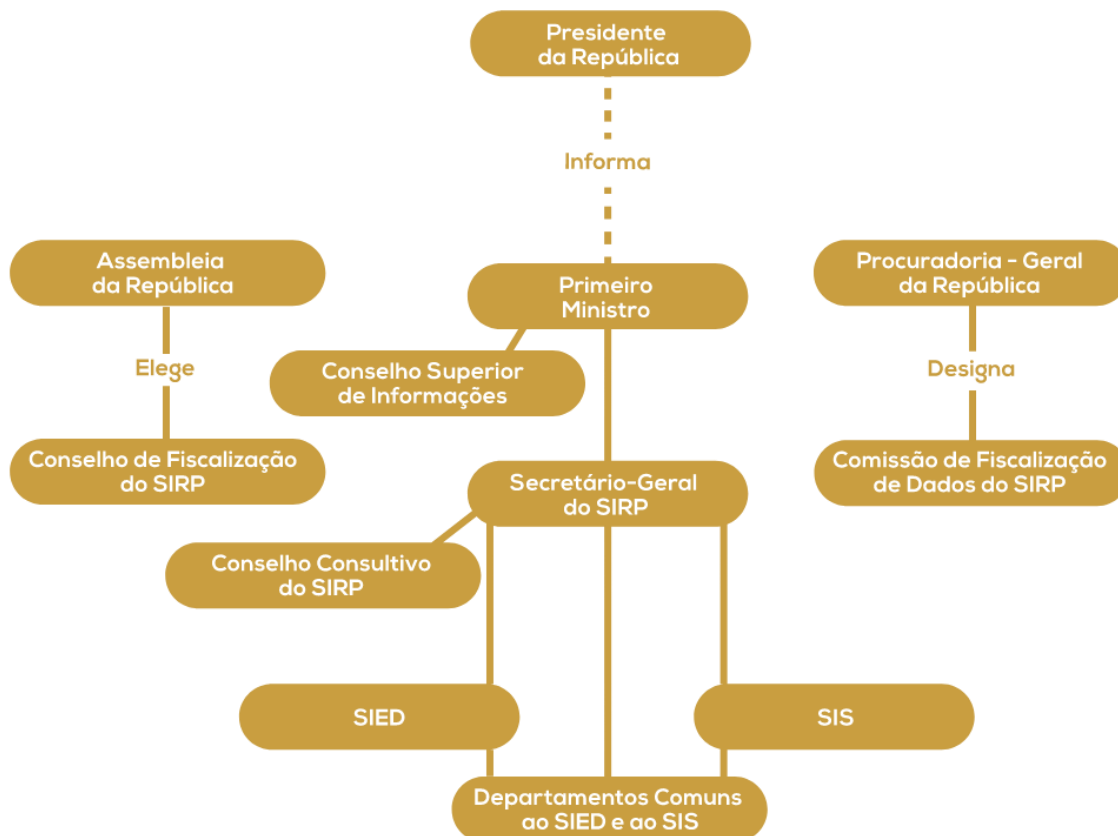 Presidente
da República
Informa
Assembleia
da República
Primeiro
Ministro
Procuradoria - Geral
da República
Elege
Conselho Superior
de Informações
Designa
Conselho de Fiscalização
do SIRP
Secretário-Geral
do SIRP
Comissão de Fiscalização
de Dados do SIRP
Conselho Consultivo
do SIRP
SIED
SIS
Departamentos Comuns
ao SIED e ao SIS